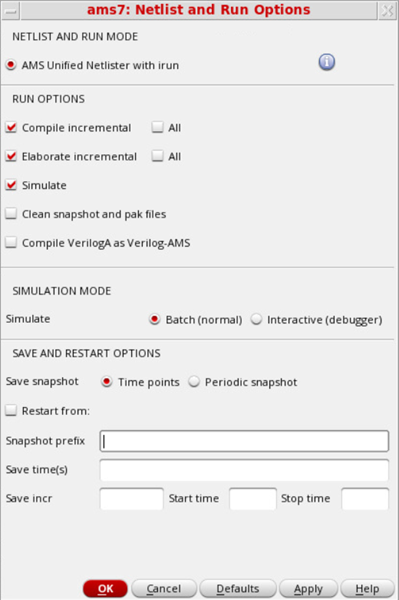 ams7: Netlist and Run Options
NETLIST AND RUN MODE
AMS Unified Netlister with irun
RUN OPTIONS
Compile incremental All
Elaborate incremental All
Simulate
Clean snapshot and pak files
Compile VerilogA as Verilog-AMS
SIMULATION MODE
Simulate Batch (normal) Interactive (debugger)
SAVE AND RESTART OPTIONS
Save snapshot Time points Periodic snapshot
Restart from:
Snapshot prefix
Save time(s)
Save incr Start time Stop time
OK Cancel Defaults Apply Help